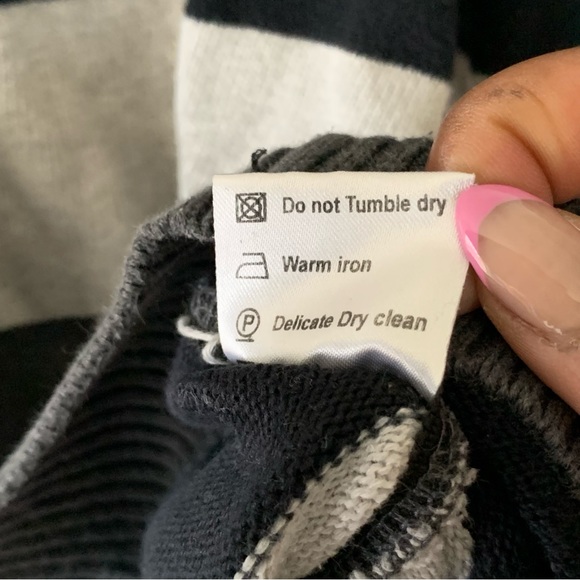 Do not Tumble dry
Warm iron
P Delicate Dry clean